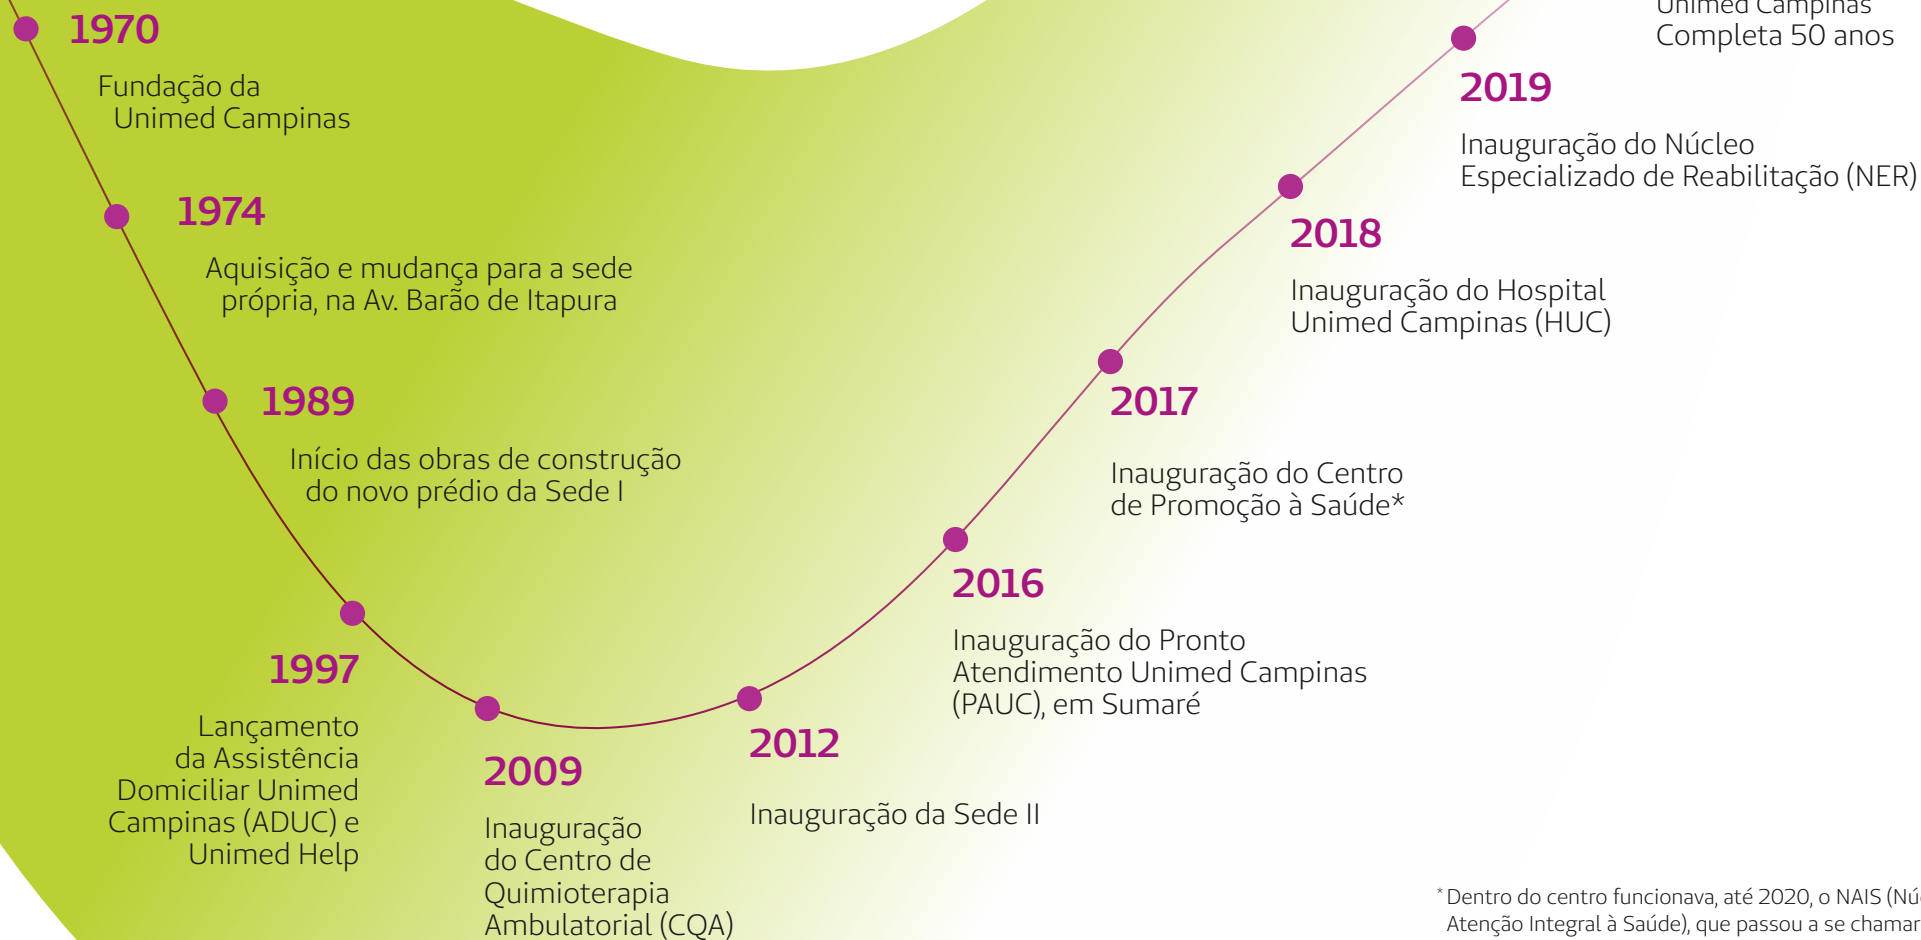 1970
Fundação da
Unimed Campinas
1974
Aquisição e mudança para a sede
própria, na Av. Barão de Itapura
1989
Início das obras de construção
do novo prédio da Sede I
1997
Lançamento
da Assistência
Domiciliar Unimed
Campinas (ADUC) e
Unimed Help
2009
Inauguração
do Centro de
Quimioterapia
Ambulatorial (CQA)
2012
Inauguração da Sede II
2016
Inauguração do Pronto
Atendimento Unimed Campinas
(PAUC), em Sumaré
2017
Inauguração do Centro
de Promoção à Saúde*
2018
Inauguração do Hospital
Unimed Campinas (HUC)
2019
Inauguração do Núcleo
Especializado de Reabilitação (NER)
Unimed Campinas
Completa 50 anos
* Dentro do centro funcionava, até 2020, o NAIS
Atenção Integral à Saúde), que passou a se chamar